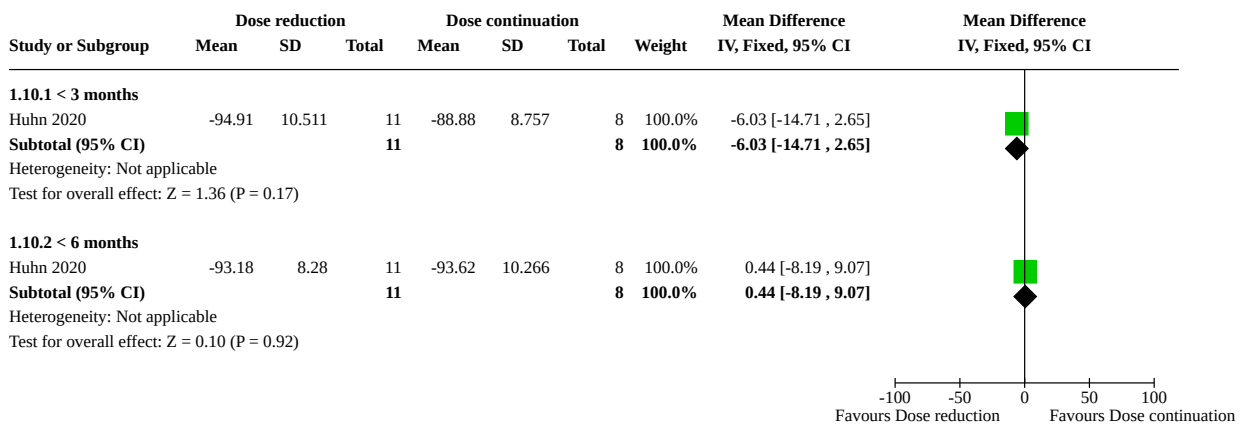 Dose reduction Dose continuation Mean Difference Mean Difference
Study or Subgroup Mean SD Total Mean SD Total Weight IV, Fixed, 95% CI IV, Fixed, 95% CI
1.10.1 < 3 months
Huhn 2020 -94.91 10.511 11 -88.88 8.757 8 100.0% -6.03 [-14.71 , 2.65]
Subtotal (95% CI) 11 8 100.0% -6.03 [-14.71 , 2.65]
Heterogeneity: Not applicable
Test for overall effect: Z = 1.36 (P = 0.17)
1.10.2 < 6 months
Huhn 2020 -93.18 8.28 11 -93.62 10.266 8 100.0% 0.44 [-8.19 , 9.07]
Subtotal (95% CI) 11 8 100.0% 0.44 [-8.19 , 9.07]
Heterogeneity: Not applicable
Test for overall effect: Z = 0.10 (P = 0.92)
-100 -50 0 50 100
Favours Dose reduction Favours Dose continuation